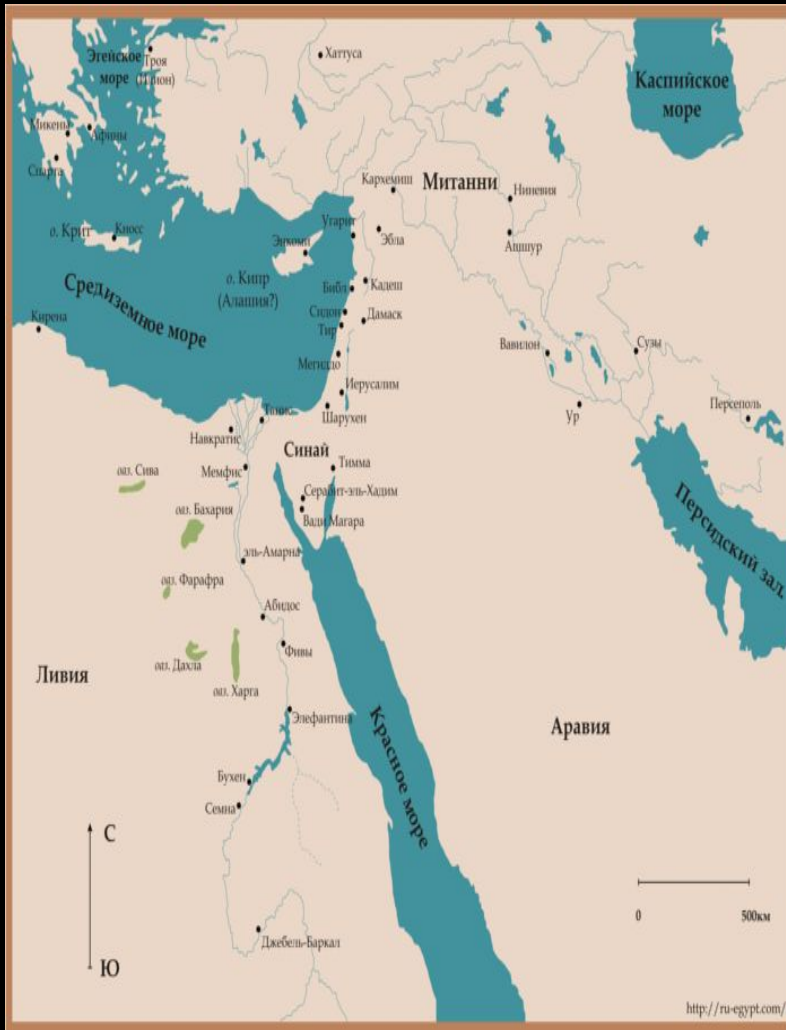 Хаттуса
Эгейское
море
Троя
(Илион)
Каспийское
море
Микены
Афины
Спарта
Кархемиш
Митанни
Ниневия
Угарит
Эбла
Ашшур
о. Крит
Кносс
Энкоми
о. Кипр
(Алашия?)
Библ
Кадеш
Средиземное море
Кирена
Сидон
Тир
Дамаск
Вавилон
Сузы
Мегиддо
Иерусалим
Шарухен
Ур
Персеполь
Танис
Навкратис
Синай
Мемфис
Тимма
оаз. Сива
Серабит-эль-Хадим
Вади Магара
оаз. Бахария
Персидский зал.
эль-Амарна
оаз. Фарафра
Абидос
Фивы
оаз. Дахла
оаз. Харга
Ливия
Элефантина
Красное море
Аравия
Бухен
Семна
С
Ю
0
500км
Джебель-Баркал
http://ru-egypt.com/